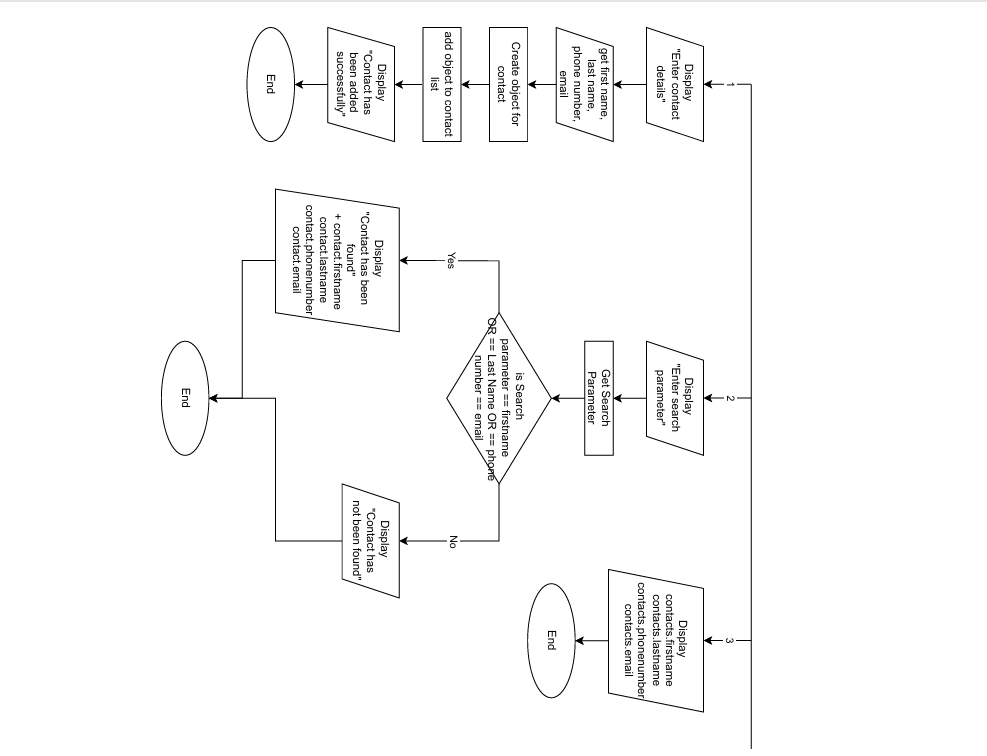 1
Display
"Enter contact
details"
get first name,
last name,
phone number,
email
Create object for
contact
add object to contact
list
Display
"Contact has
been added
successfully"
End
2
Display
"Enter search
parameter"
Get Search
Parameter
is Search
parameter == firstname
OR == Last Name OR == phone
number == email
Yes
Display
"Contact has been
found"
+ contact.firstname
contact.lastname
contact.phonenumber
contact.email
No
Display
"Contact has
not been found"
End
3
Display
contacts.firstname
contacts.lastname
contacts.phonenumber
contacts.email
End